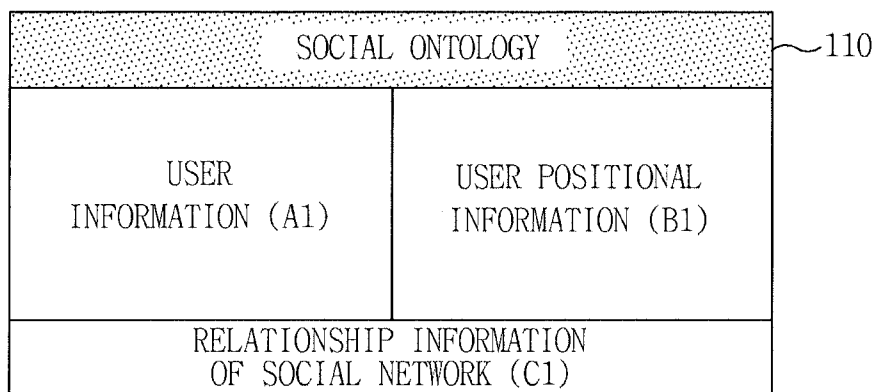 SOCIAL ONTOLOGY
110
USER
INFORMATION (A1)
USER POSITIONAL
INFORMATION (B1)
RELATIONSHIP INFORMATION
OF SOCIAL NETWORK (C1)